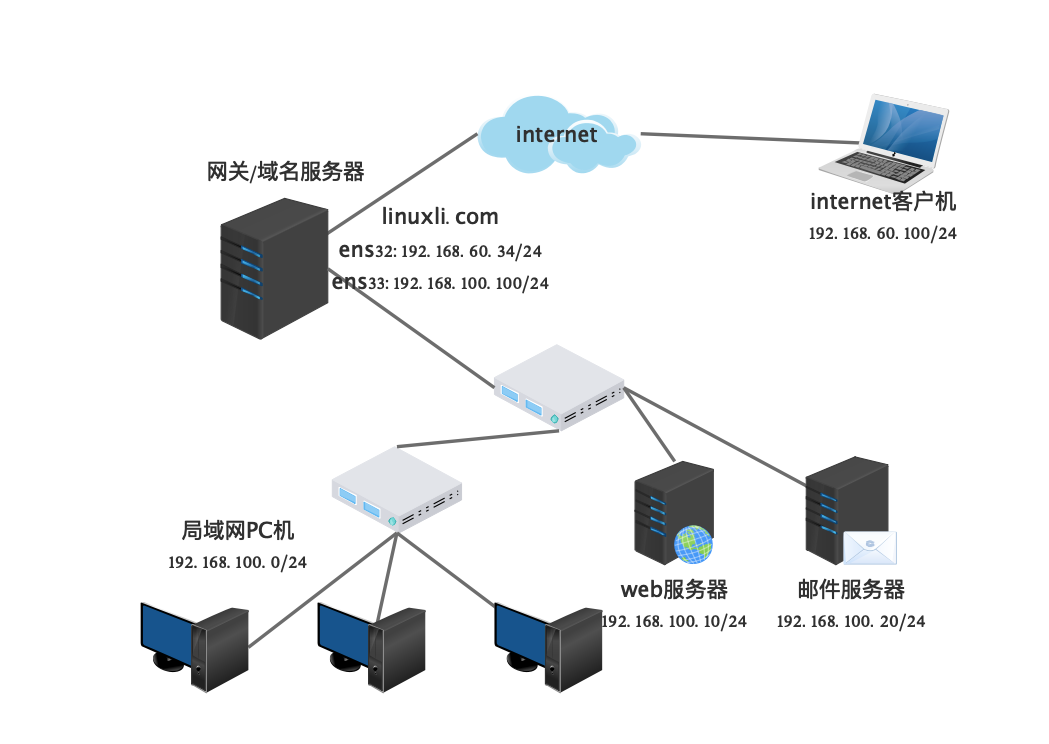 internet
网关/域名服务器
internet客户机
linuxli. com
192. 168. 60. 100/24
ens32: 192. 168. 60. 34/24
ens33: 192. 168. 100. 100/24
局域网PC机
192. 168. 100. 0/24
web服务器
192. 168. 100. 10/24
邮件服务器
192. 168. 100. 20/24